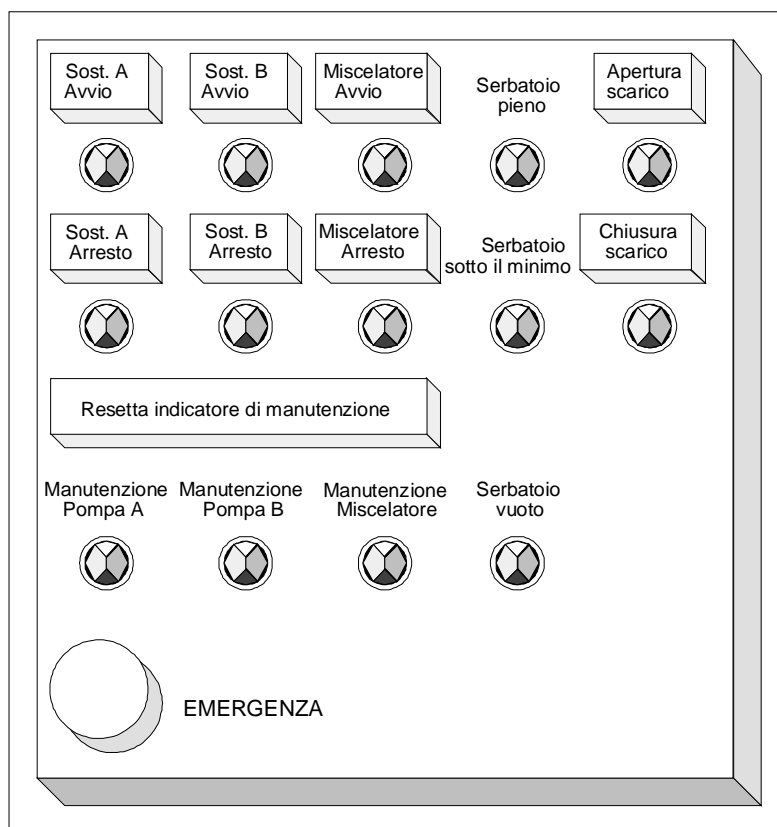 Sost. A
Avvio
Sost. B
Avvio
Miscelatore
Avvio
Serbatoio
pieno
Apertura
scarico
Sost. A
Arresto
Sost. B
Arresto
Miscelatore
Arresto
Serbatoio
sotto il minimo
Chiusura
scarico
Resetta indicatore di manutenzione
Manutenzione
Pompa A
Manutenzione
Pompa B
Manutenzione
Miscelatore
Serbatoio
vuoto
EMERGENZA